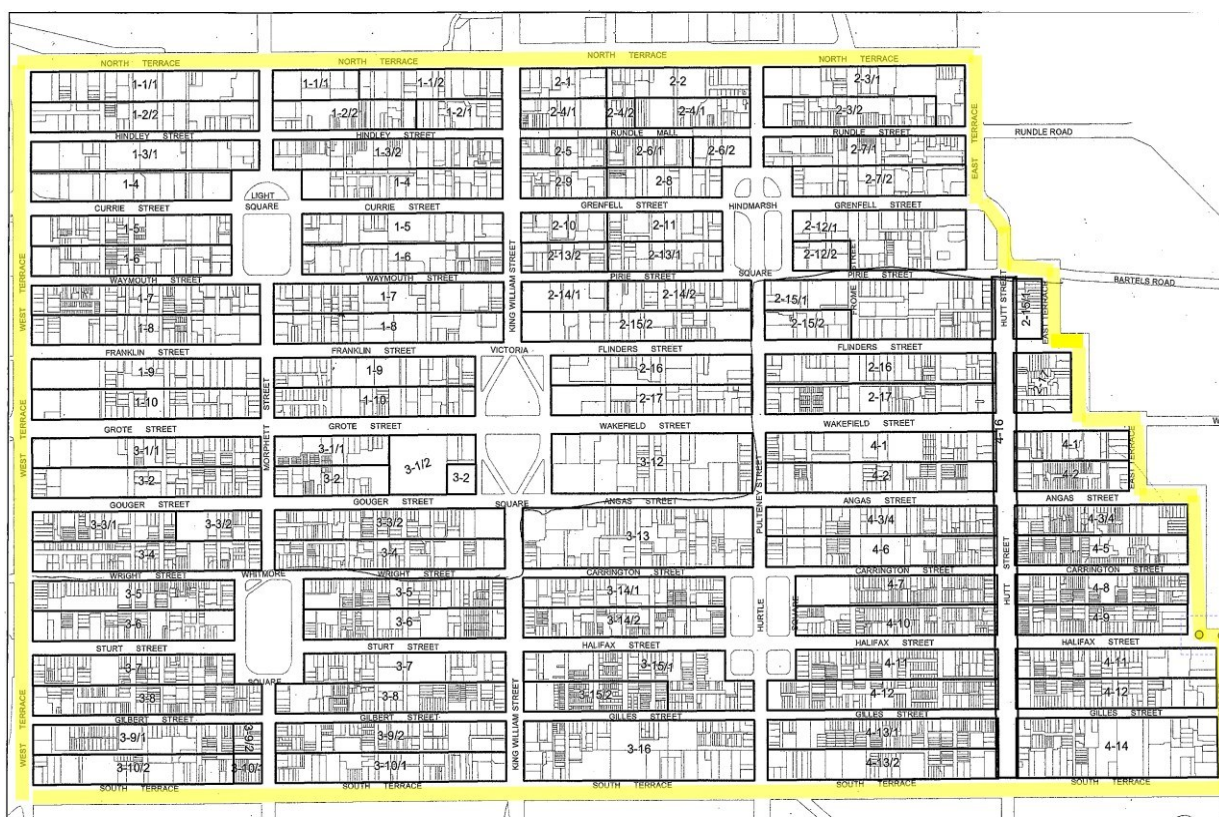 NORTH TERRACE
NORTH TERRACE
NORTH TERRACE
NORTH TERRACE
1-1/1
1-1/1
1-1/2
2-1
2-2
2-3/1
1-2/2
1-2/2
1-2/1
2-4/1
2-4/2
2-4/1
2-3/2
HINDLEY STREET
HINDLEY STREET
RUNDLE MALL
RUNDLE STREET
RUNDLE ROAD
EAST TERRACE
1-3/1
1-3/2
2-5
2-6/1
2-6/2
2-7/1
1-4
1-4
2-9
2-8
2-7/2
LIGHT
SQUARE
CURRIE STREET
CURRIE STREET
GRENFELL STREET
HINDMARSH
GRENFELL STREET
1-5
1-5
2-10
2-11
2-12/1
1-6
1-6
2-13/2
2-13/1
2-12/2
STREET
SQUARE
WAYMOUTH STREET
WAYMOUTH STREET
PIRIE STREET
PIRIE STREET
BARTELS ROAD
WEST TERRACE
KING WILLIAM STREET
HUTT STREET
1-7
1-7
2-14/1
2-14/2
2-15/1
FROME
2-15/1
EAST TERRACE
1-8
1-8
2-15/2
2-15/2
FRANKLIN STREET
FRANKLIN STREET
VICTORIA
FLINDERS STREET
FLINDERS STREET
1-9
1-9
2-16
2-16
2-17
1-10
1-10
2-17
2-17
MORPHETT STREET
WEST TERRACE
GROTE STREET
GROTE STREET
WAKEFIELD STREET
WAKEFIELD STREET
4-16
W
3-1/1
3-1/1
3-1/2
3-12
4-1
4-1
EAST TERRACE
3-2
3-2
3-2
4-2
4-2
PULTENEY STREET
GOUGER STREET
GOUGER STREET
SQUARE
ANGAS STREET
ANGAS STREET
ANGAS STREET
3-3/1
3-3/2
3-3/2
3-13
4-3/4
4-3/4
3-4
3-4
4-6
4-5
HUTT STREET
WRIGHT STREET
WHITMORE
WRIGHT STREET
CARRINGTON STREET
CARRINGTON STREET
CARRINGTON STREET
3-5
3-5
3-14/1
4-7
4-8
3-6
3-6
3-14/2
HURTLE
SQUARE
4-10
4-9
STURT STREET
STURT STREET
HALIFAX STREET
HALIFAX STREET
HALIFAX STREET
3-7
3-7
3-15/1
4-11
4-11
SQUARE
3-8
3-8
3-15/2
4-12
4-12
GILBERT STREET
GILBERT STREET
GILLES STREET
GILLES STREET
GILLES STREET
WEST TERRACE
KING WILLIAM STREET
3-9/1
3-9/2
3-9/2
3-16
4-13/1
4-14
3-10/2
3-10/1
4-13/2
SOUTH TERRACE
SOUTH TERRACE
SOUTH TERRACE
SOUTH TERRACE
SOUTH TERRACE